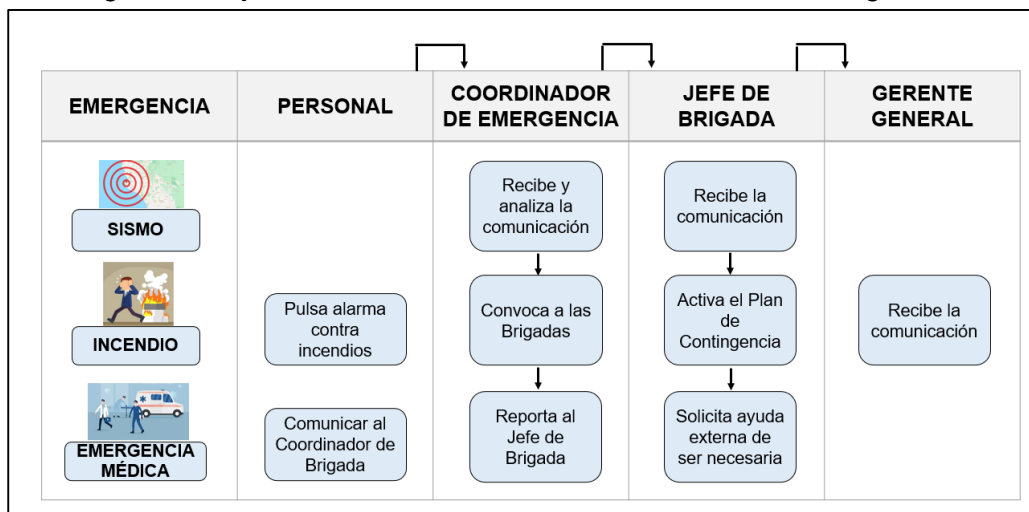 EMERGENCIA
PERSONAL
COORDINADOR
DE EMERGENCIA
JEFE DE
BRIGADA
GERENTE
GENERAL
SISMO
INCENDIO
EMERGENCIA
MÉDICA
Pulsa alarma
contra
incendios
Comunicar al
Coordinador de
Brigada
Recibe y
analiza la
comunicación
Convoca a las
Brigadas
Reporta al
Jefe de
Brigada
Recibe la
comunicación
Activa el Plan
de
Contingencia
Solicita ayuda
externa de
ser necesaria
Recibe la
comunicación